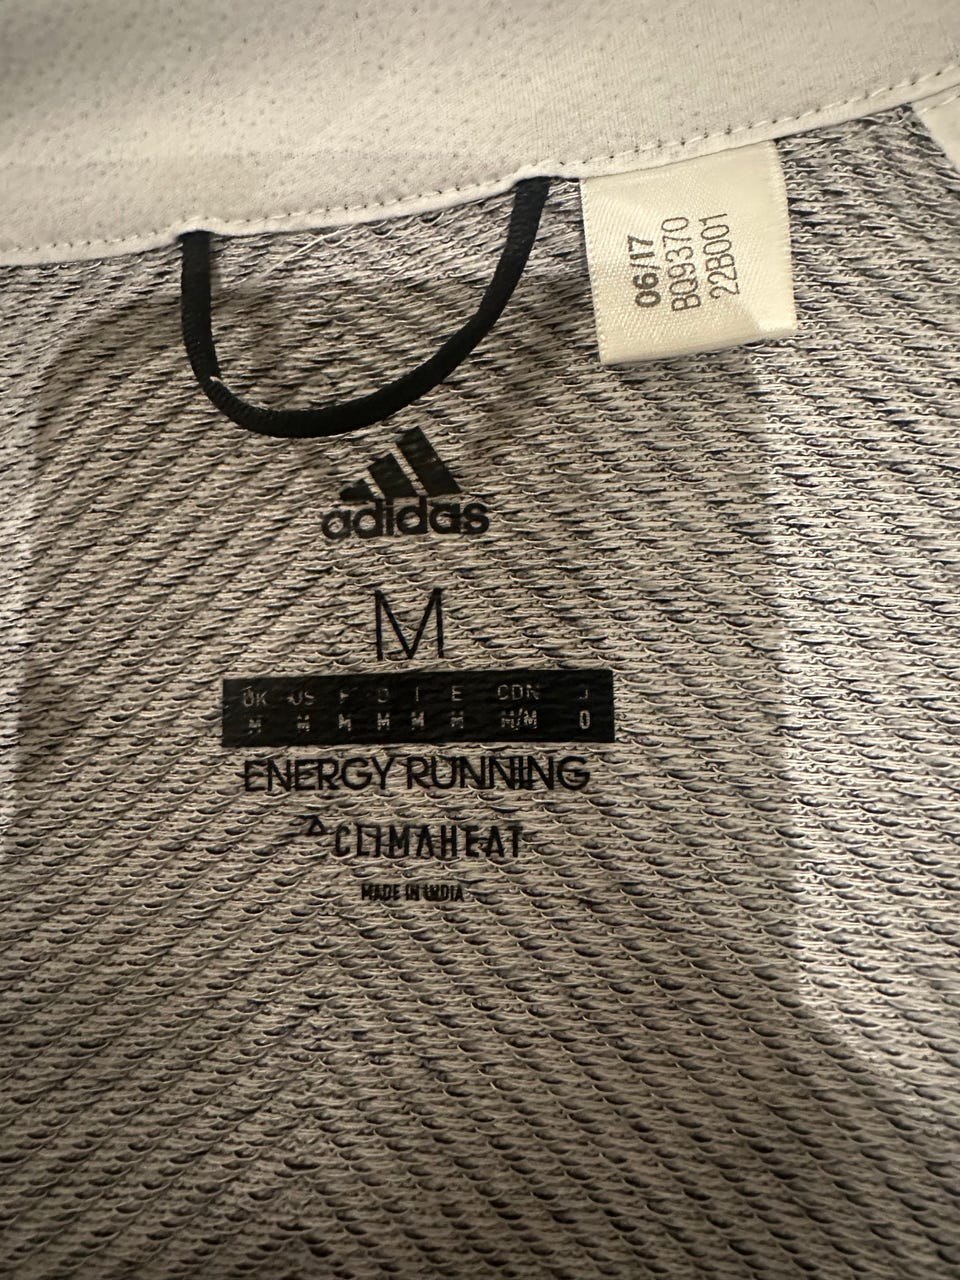 06/17
BQ9370
22B001
adidas
M
UK US F D I E CDN J
M M M M M M M/M O
ENERGY RUNNING
CLIMAHEAT
MADE IN INDIA